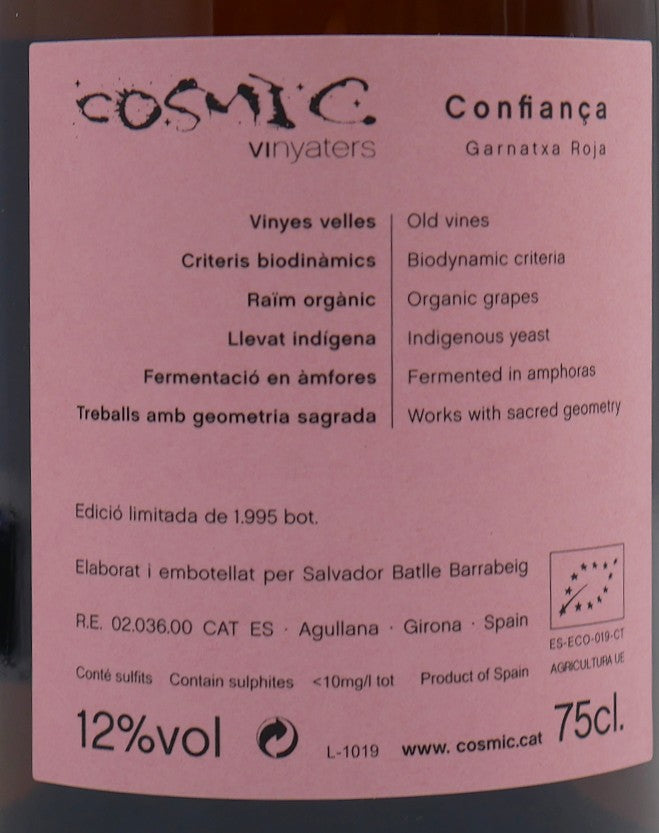 COSMIC
vinyaters
Confiança
Garnatxa Roja
Vinyes velles Old vines
Criteris biodinàmics Biodynamic criteria
Raïm orgànic Organic grapes
Llevat indígena Indigenous yeast
Fermentació en àmfores Fermented in amphoras
Treballs amb geometria sagrada Works with sacred geometry
Edició limitada de 1.995 bot.
Elaborat i embotellat per Salvador Batlle Barrabeig
R.E. 02.036.00 CAT ES · Agullana · Girona · Spain
ES-ECO-019-CT
AGRICULTURA UE
Conté sulfits Contain sulphites <10mg/l tot Product of Spain
12%vol L-1019 www. cosmic.cat 75cl.